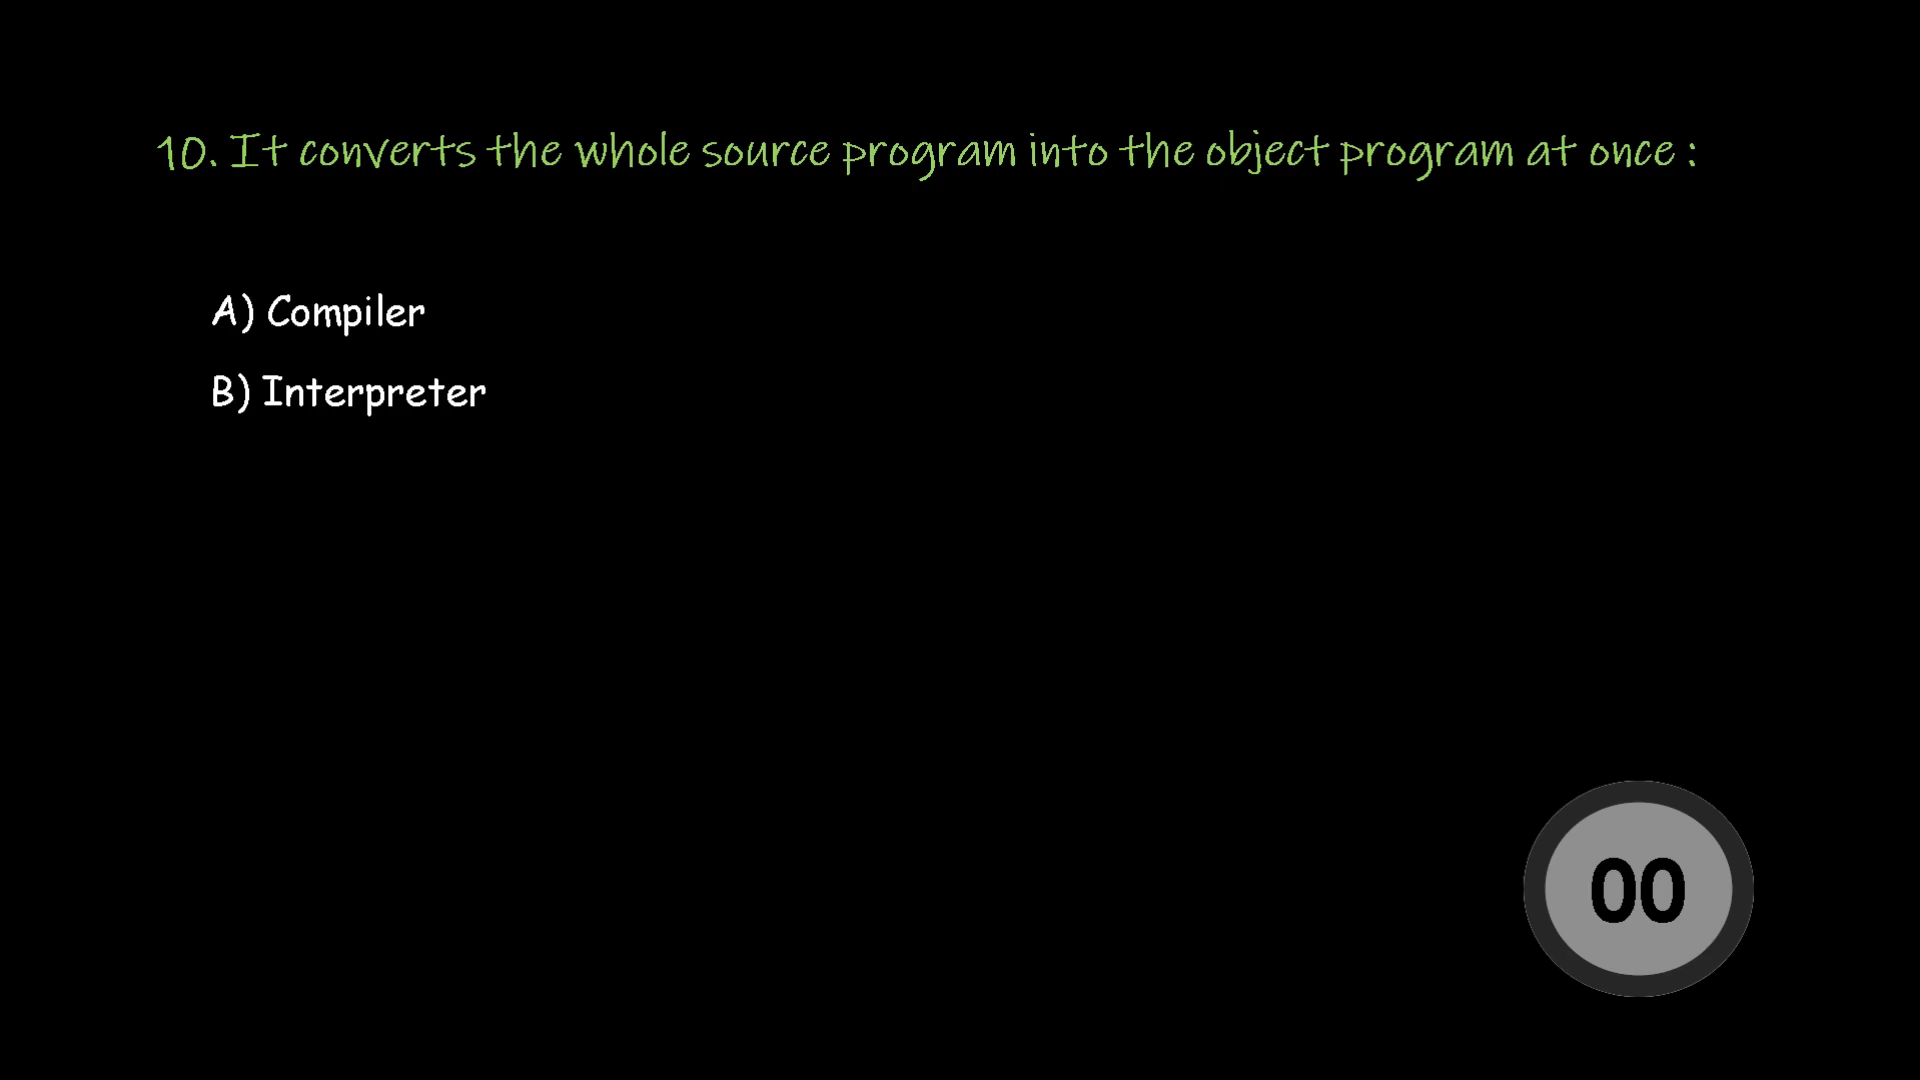 10. It converts the whole source program into the object program at once :
A) Compiler
B) Interpreter
00